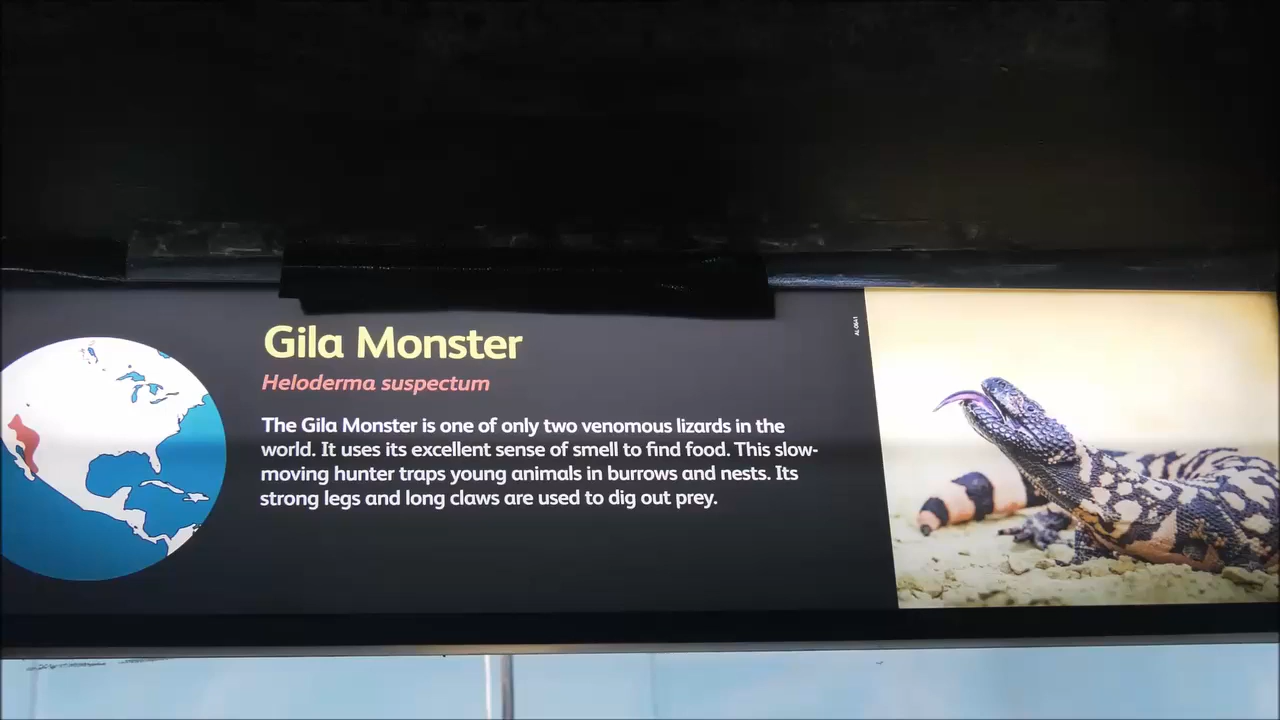 Gila Monster
Heloderma suspectum
The Gila Monster is one of only two venomous lizards in the
world. It uses its excellent sense of smell to find food. This slow-
moving hunter traps young animals in burrows and nests. Its
strong legs and long claws are used to dig out prey.